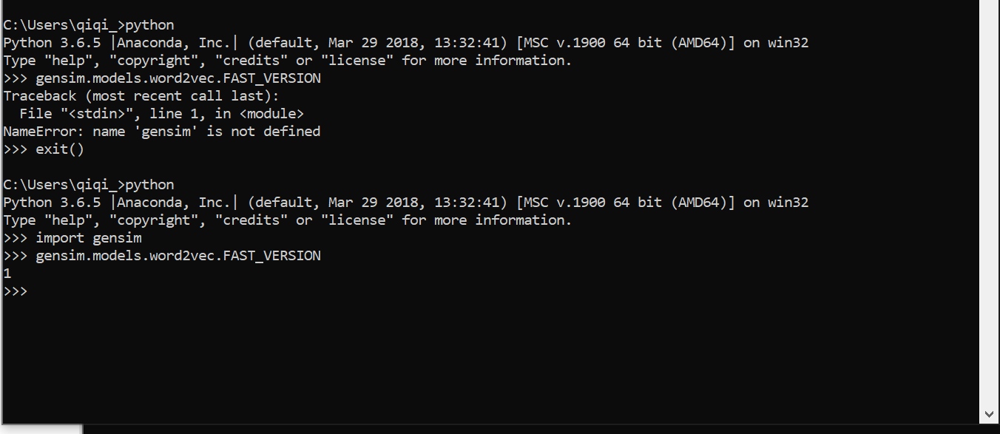 C:\Users\qiqi_>python
Python 3.6.5 |Anaconda, Inc.| (default, Mar 29 2018, 13:32:41) [MSC v.1900 64 bit (AMD64)] on win32
Type "help", "copyright", "credits" or "license" for more information.
>>> gensim.models.word2vec.FAST_VERSION
Traceback (most recent call last):
  File "<stdin>", line 1, in <module>
NameError: name 'gensim' is not defined
>>> exit()
C:\Users\qiqi_>python
Python 3.6.5 |Anaconda, Inc.| (default, Mar 29 2018, 13:32:41) [MSC v.1900 64 bit (AMD64)] on win32
Type "help", "copyright", "credits" or "license" for more information.
>>> import gensim
>>> gensim.models.word2vec.FAST_VERSION
1
>>>